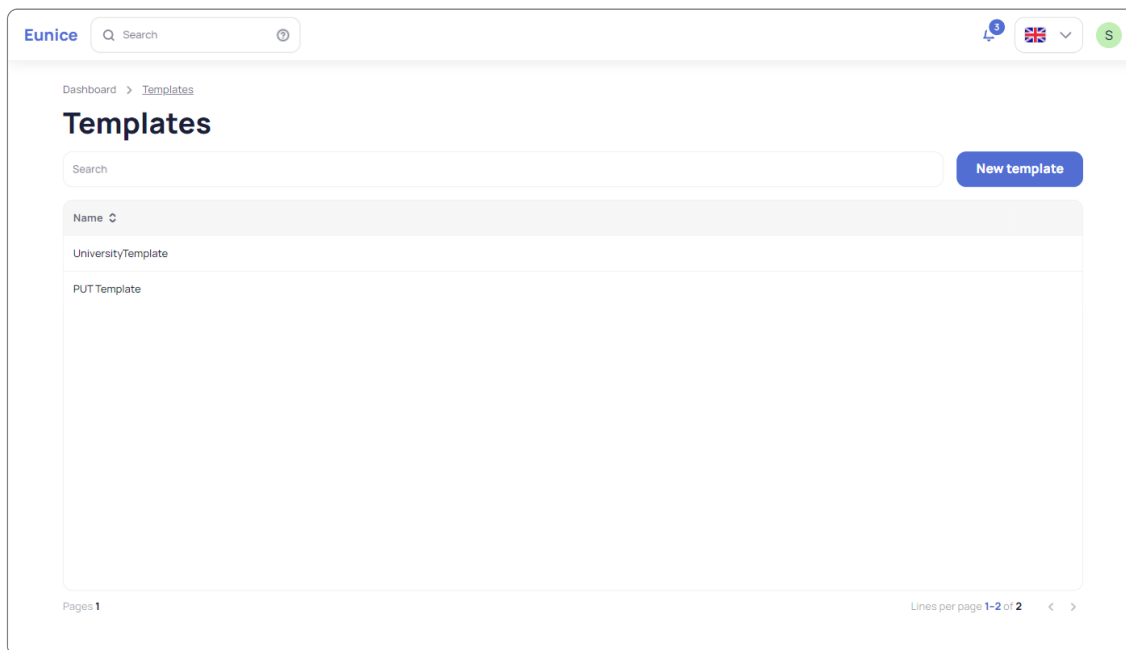 Eunice Search 3 S
Dashboard > Templates
Templates
Search New template
Name
UniversityTemplate
PUT Template
Pages 1 Lines per page 1-2 of 2